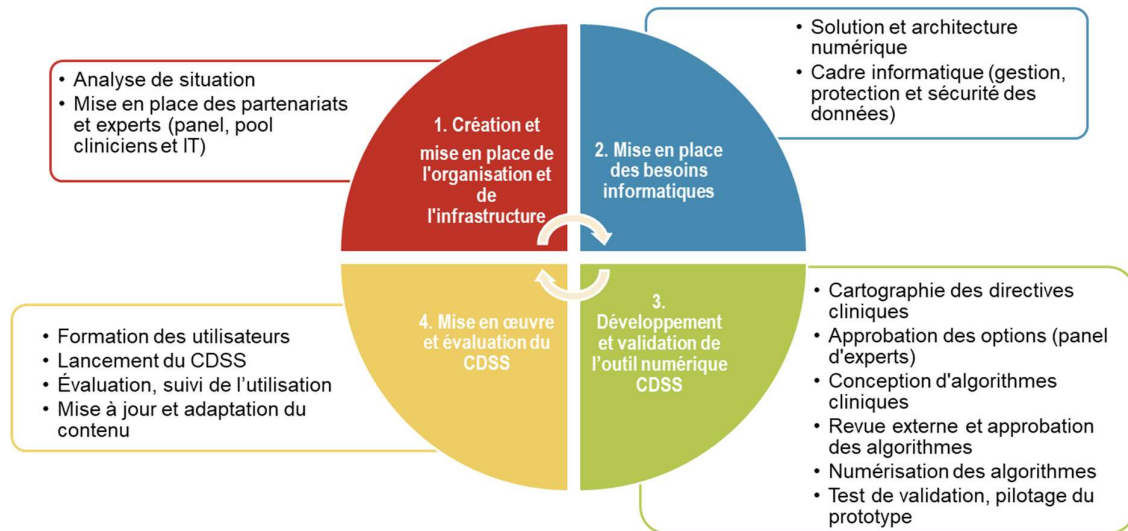 • Analyse de situation
• Mise en place des partenariats
et experts (panel, pool
cliniciens et IT)
1. Création et
mise en place de
l'organisation et
de
l'infrastructure
2. Mise en place
des besoins
informatiques
• Solution et architecture
numérique
• Cadre informatique (gestion,
protection et sécurité des
données)
3.
Développement
et validation de
l’outil numérique
CDSS
• Cartographie des directives
cliniques
• Approbation des options (panel
d'experts)
• Conception d'algorithmes
cliniques
• Revue externe et approbation
des algorithmes
• Numérisation des algorithmes
• Test de validation, pilotage du
prototype
4. Mise en œuvre
et évaluation du
CDSS
• Formation des utilisateurs
• Lancement du CDSS
• Évaluation, suivi de l’utilisation
• Mise à jour et adaptation du
contenu